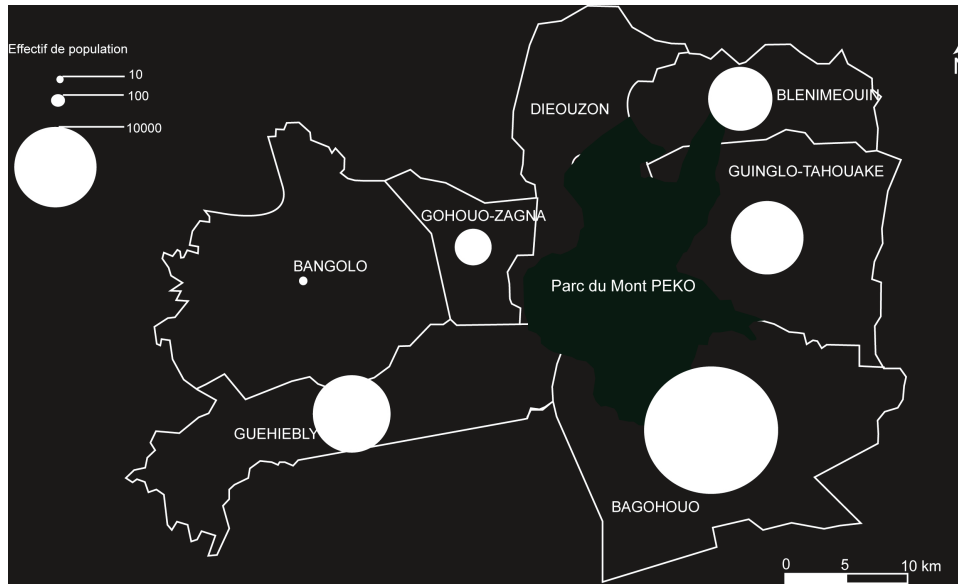 Effectif de population
10
100
10000
N
DIEOUZON
BLENIMEOUIN
GUINGLO-TAHOUAKE
GOHOUO-ZAGNA
BANGOLO
Parc du Mont PEKO
GUEHIEBLY
BAGOHOUO
0 5 10 km